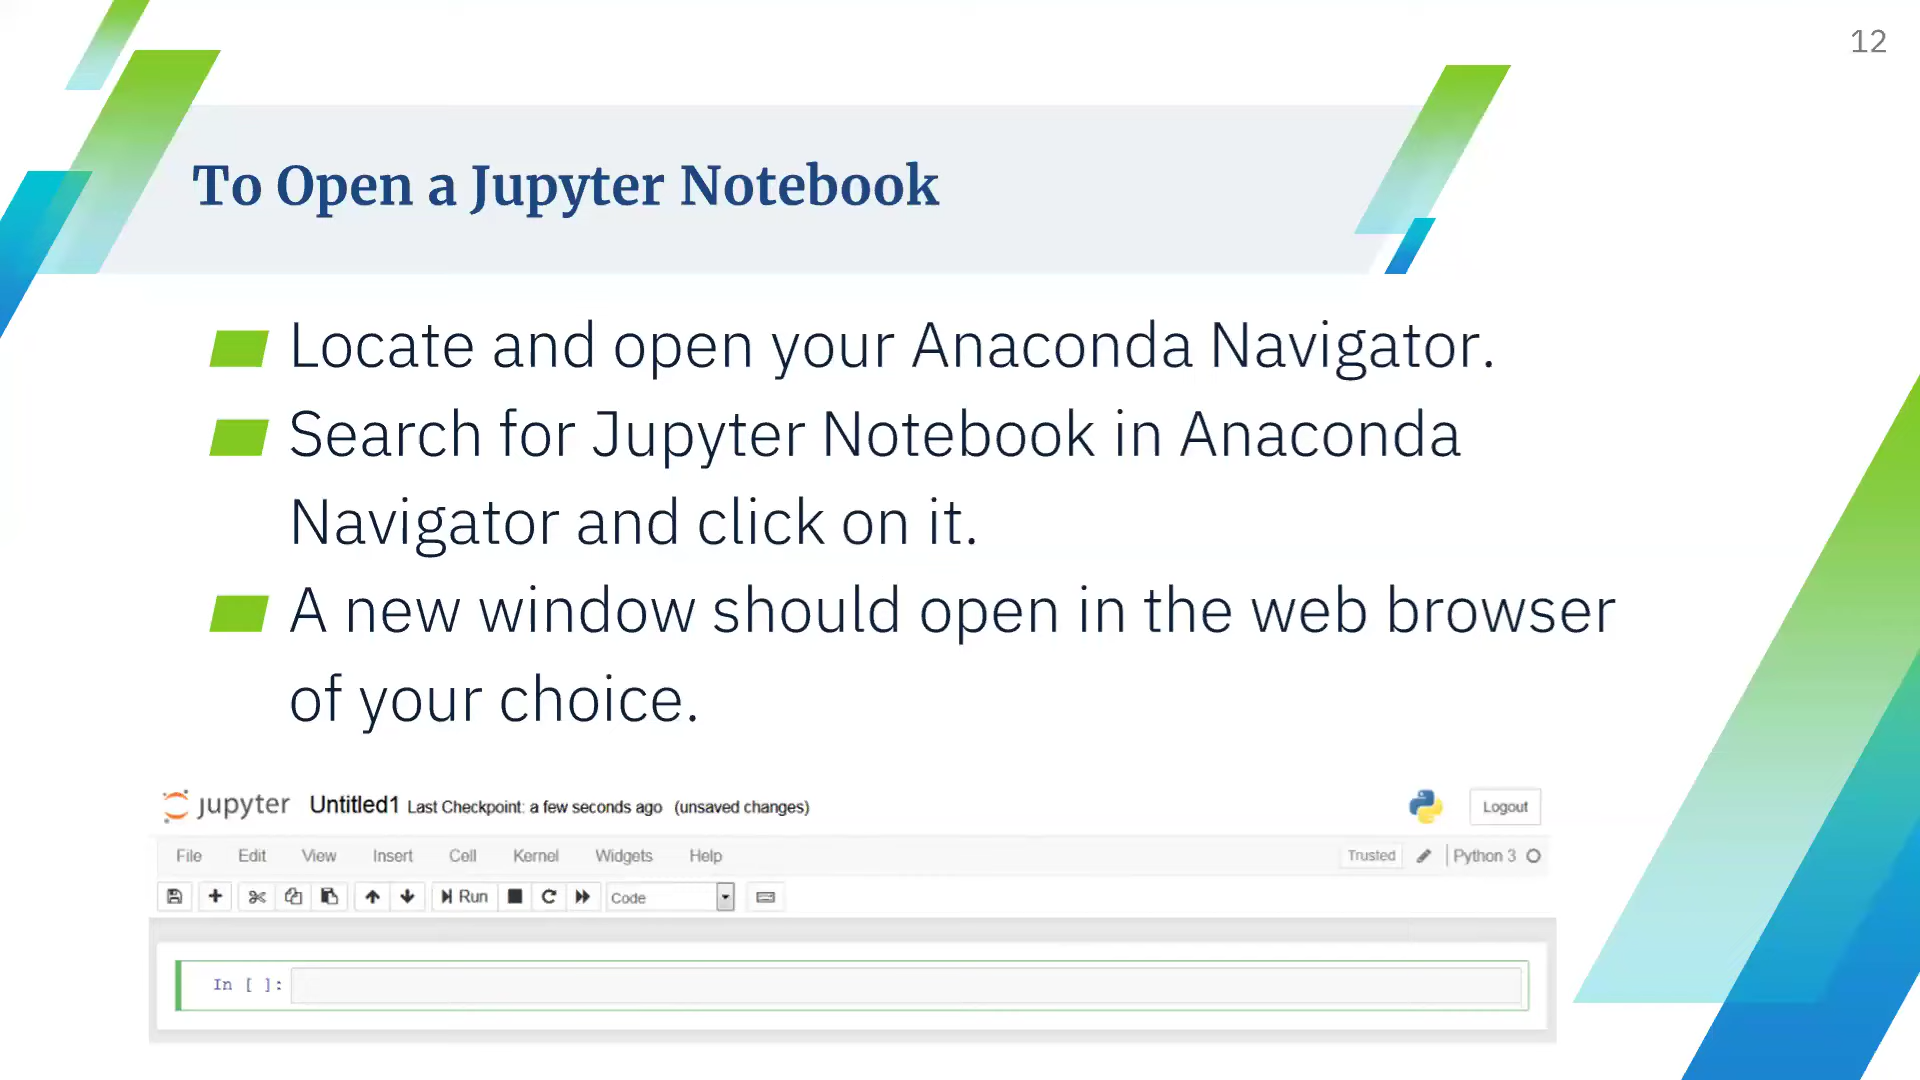 12
To Open a Jupyter Notebook
Locate and open your Anaconda Navigator.
Search for Jupyter Notebook in Anaconda
Navigator and click on it.
A new window should open in the web browser
of your choice.
jupyter Untitled1 Last Checkpoint: a few seconds ago (unsaved changes) Logout
File Edit View Insert Cell Kernel Widgets Help Trusted Python 3
Run Code
In [ ]: